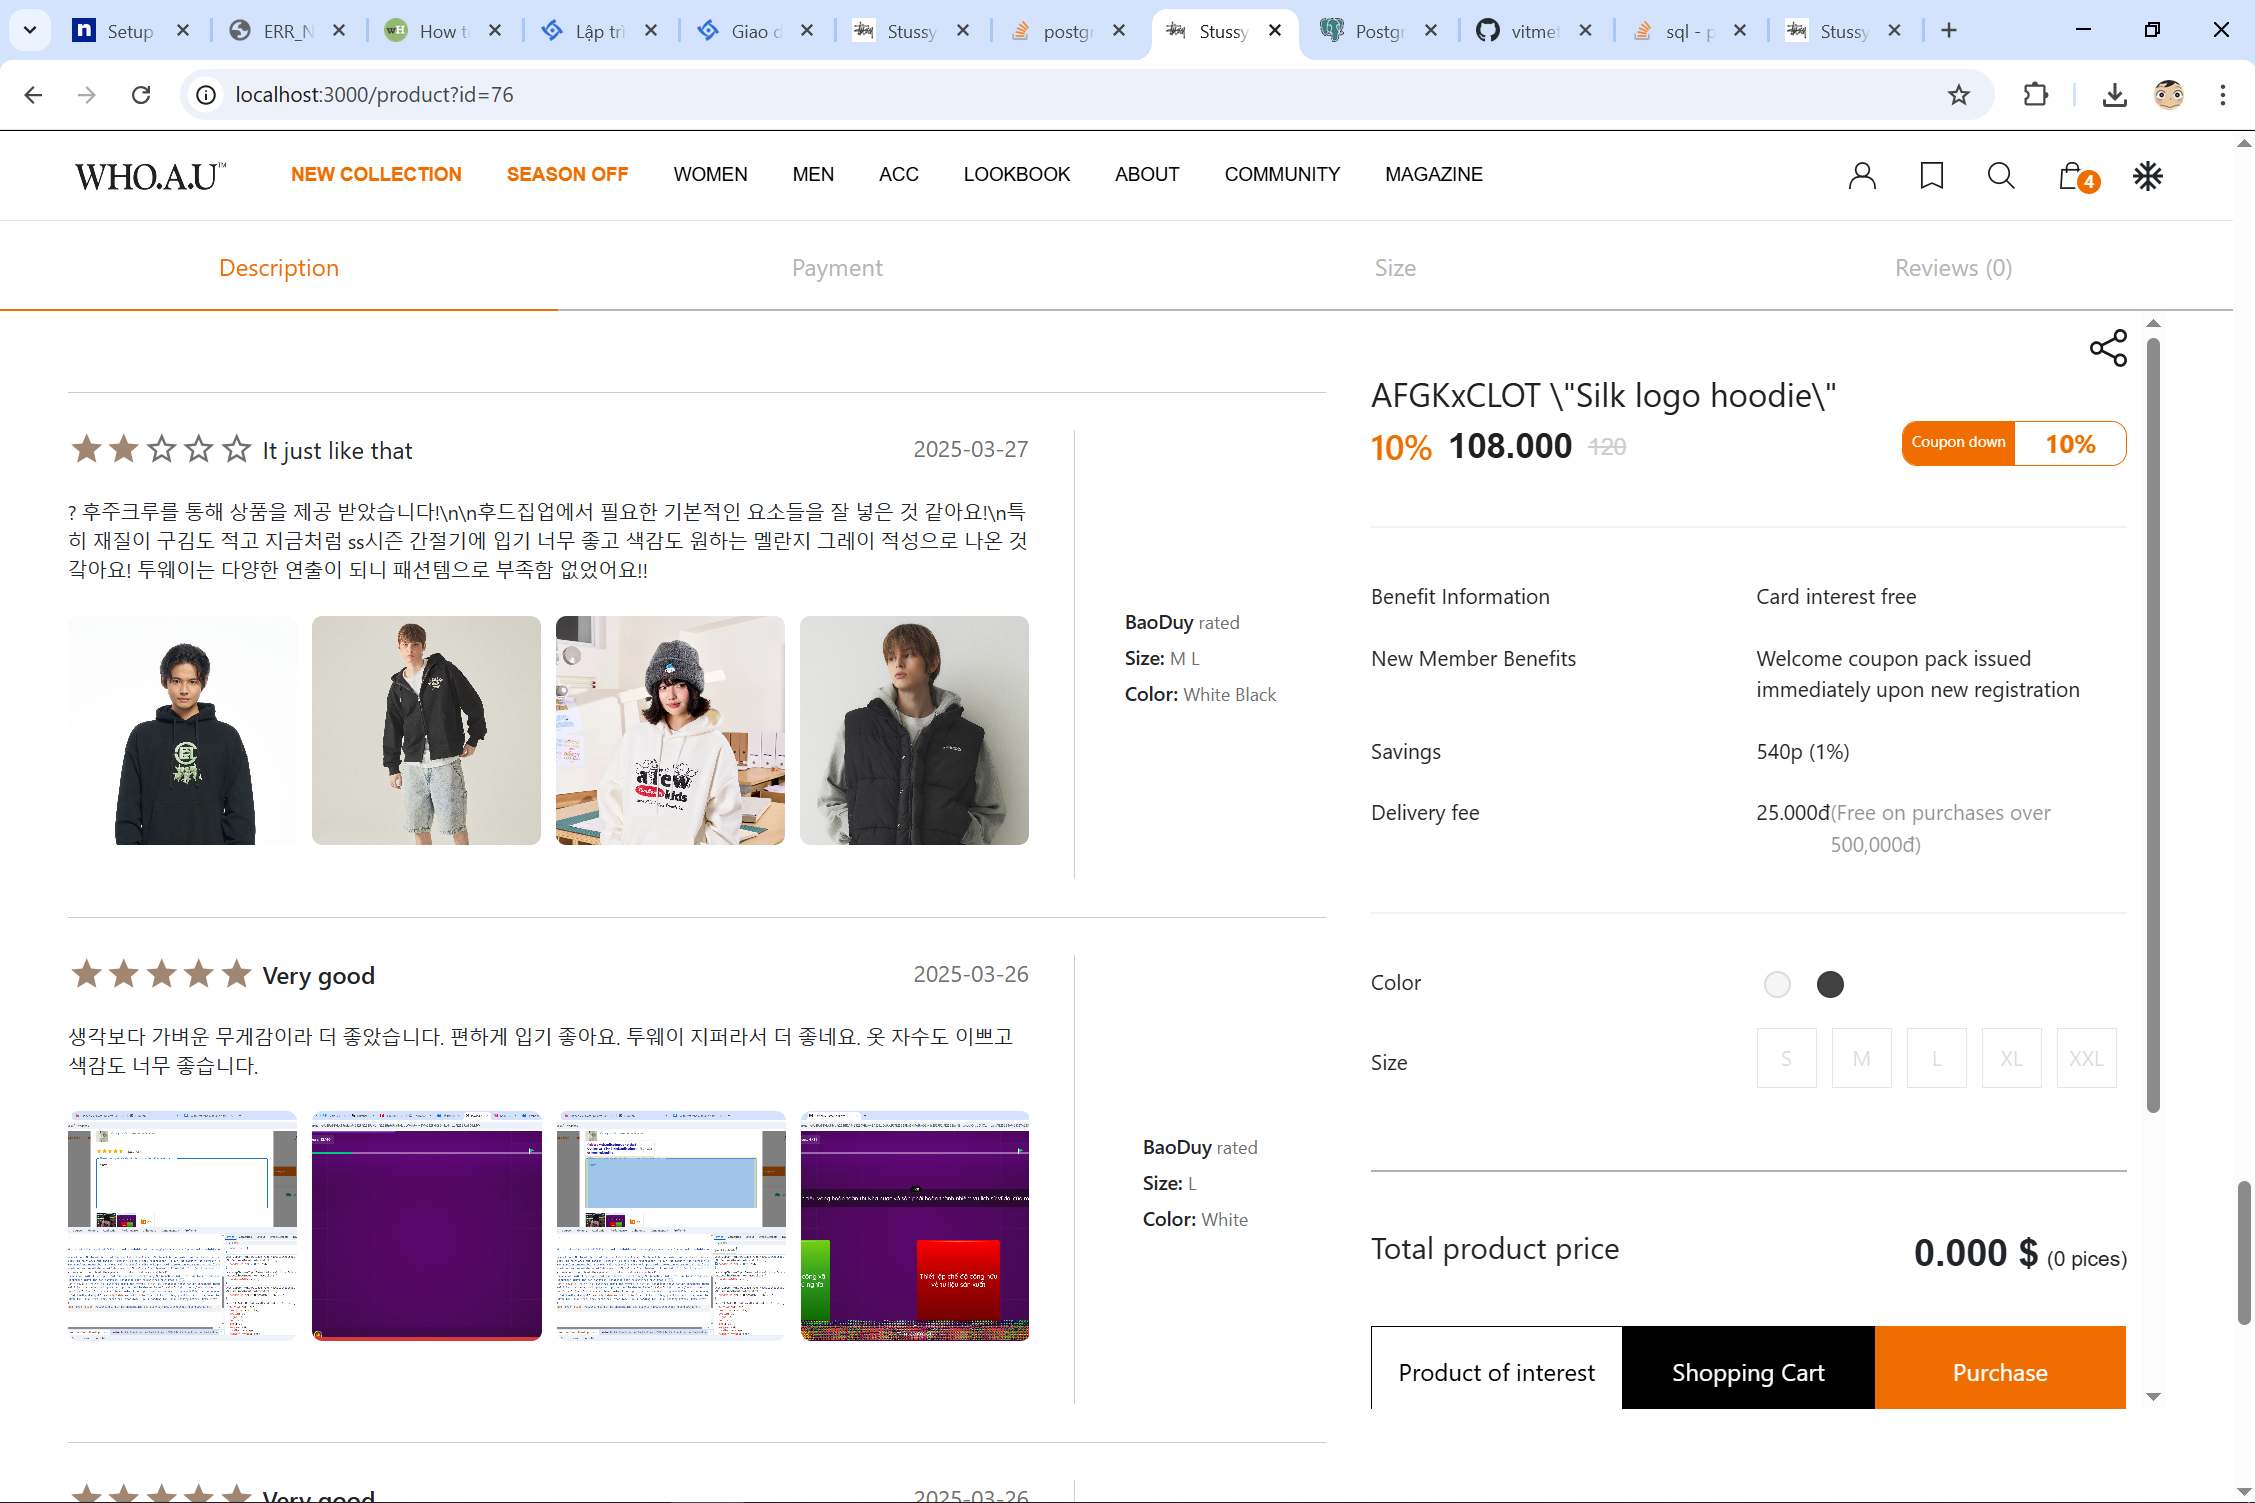 Setup
ERR_N
How t
Lập trì
Giao d
Stussy
postgr
Stussy
Postgr
vitmet
sql - p
Stussy
localhost:3000/product?id=76
WHO.A.U™
NEW COLLECTION
SEASON OFF
WOMEN
MEN
ACC
LOOKBOOK
ABOUT
COMMUNITY
MAGAZINE
4
Description
Payment
Size
Reviews (0)
It just like that
2025-03-27
? 후주크루를 통해 상품을 제공 받았습니다!\n\n후드집업에서 필요한 기본적인 요소들을 잘 넣은 것 같아요!\n특
히 재질이 구김도 적고 지금처럼 ss시즌 간절기에 입기 너무 좋고 색감도 원하는 멜란지 그레이 적성으로 나온 것
갘아요! 투웨이는 다양한 연출이 되니 패션템으로 부족함 없었어요!!
a few
kids
BaoDuy rated
Size: M L
Color: White Black
Very good
2025-03-26
생각보다 가벼운 무게감이라 더 좋았습니다. 편하게 입기 좋아요. 투웨이 지퍼라서 더 좋네요. 옷 자수도 이쁘고
색감도 너무 좋습니다.
Thiết lập chế độ công hữu
về tư liệu sản xuất
BaoDuy rated
Size: L
Color: White
Very good
2025-03-26
AFGKxCLOT \"Silk logo hoodie\"
10% 108.000 120
Coupon down 10%
Benefit Information
Card interest free
New Member Benefits
Welcome coupon pack issued
immediately upon new registration
Savings
540p (1%)
Delivery fee
25.000đ(Free on purchases over
500,000đ)
Color
Size
S
M
L
XL
XXL
Total product price
0.000 $ (0 pices)
Product of interest
Shopping Cart
Purchase